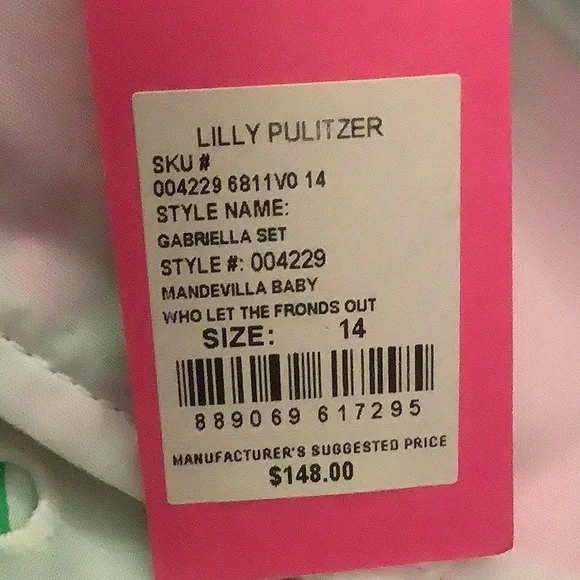 LILLY PULITZER
SKU #
004229 6811V0 14
STYLE NAME:
GABRIELLA SET
STYLE #: 004229
MANDEVILLA BABY
WHO LET THE FRONDS OUT
SIZE: 14
889069 617295
MANUFACTURER'S SUGGESTED PRICE
$148.00